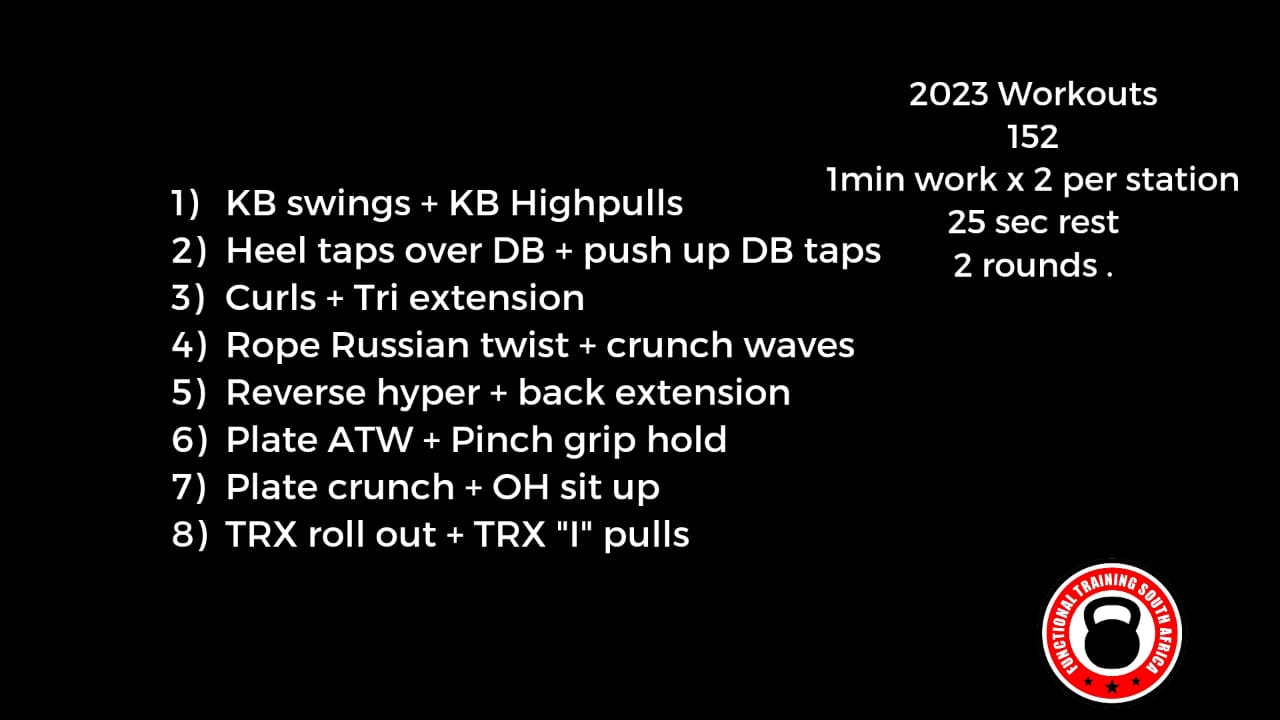 2023 Workouts
152
1min work x 2 per station
25 sec rest
2 rounds .
1) KB swings + KB Highpulls
2) Heel taps over DB + push up DB taps
3) Curls + Tri extension
4) Rope Russian twist + crunch waves
5) Reverse hyper + back extension
6) Plate ATW + Pinch grip hold
7) Plate crunch + OH sit up
8) TRX roll out + TRX "I" pulls
FUNCTIONAL TRAINING SOUTH AFRICA